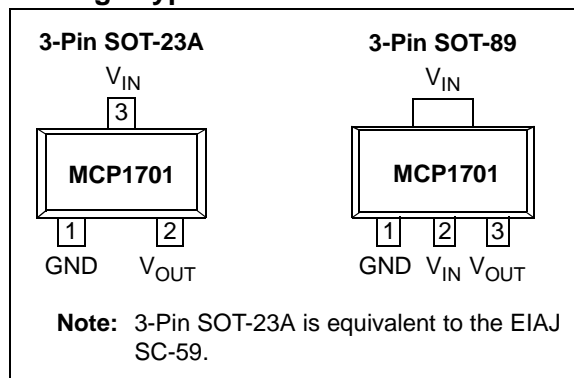 3-Pin SOT-23A
VIN
3
MCP1701
1 2
GND VOUT
3-Pin SOT-89
VIN
MCP1701
1 2 3
GND VIN VOUT
Note: 3-Pin SOT-23A is equivalent to the EIAJ
SC-59.